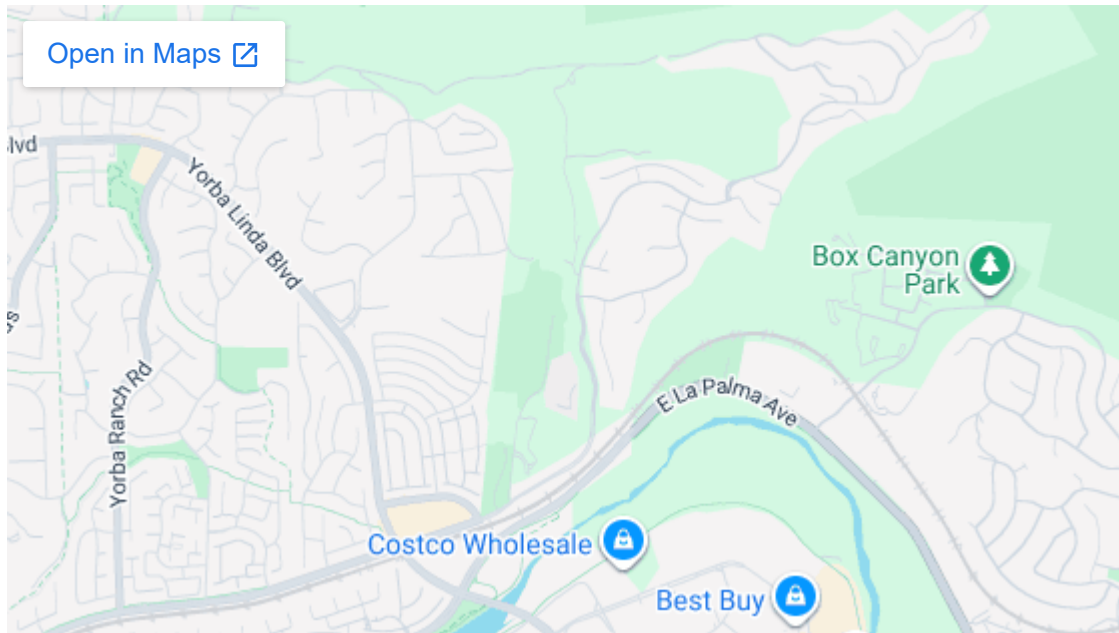 Open in Maps
lvd
Yorba Linda Blvd
Box Canyon
Park
Yorba Ranch Rd
E La Palma Ave
Costco Wholesale
Best Buy